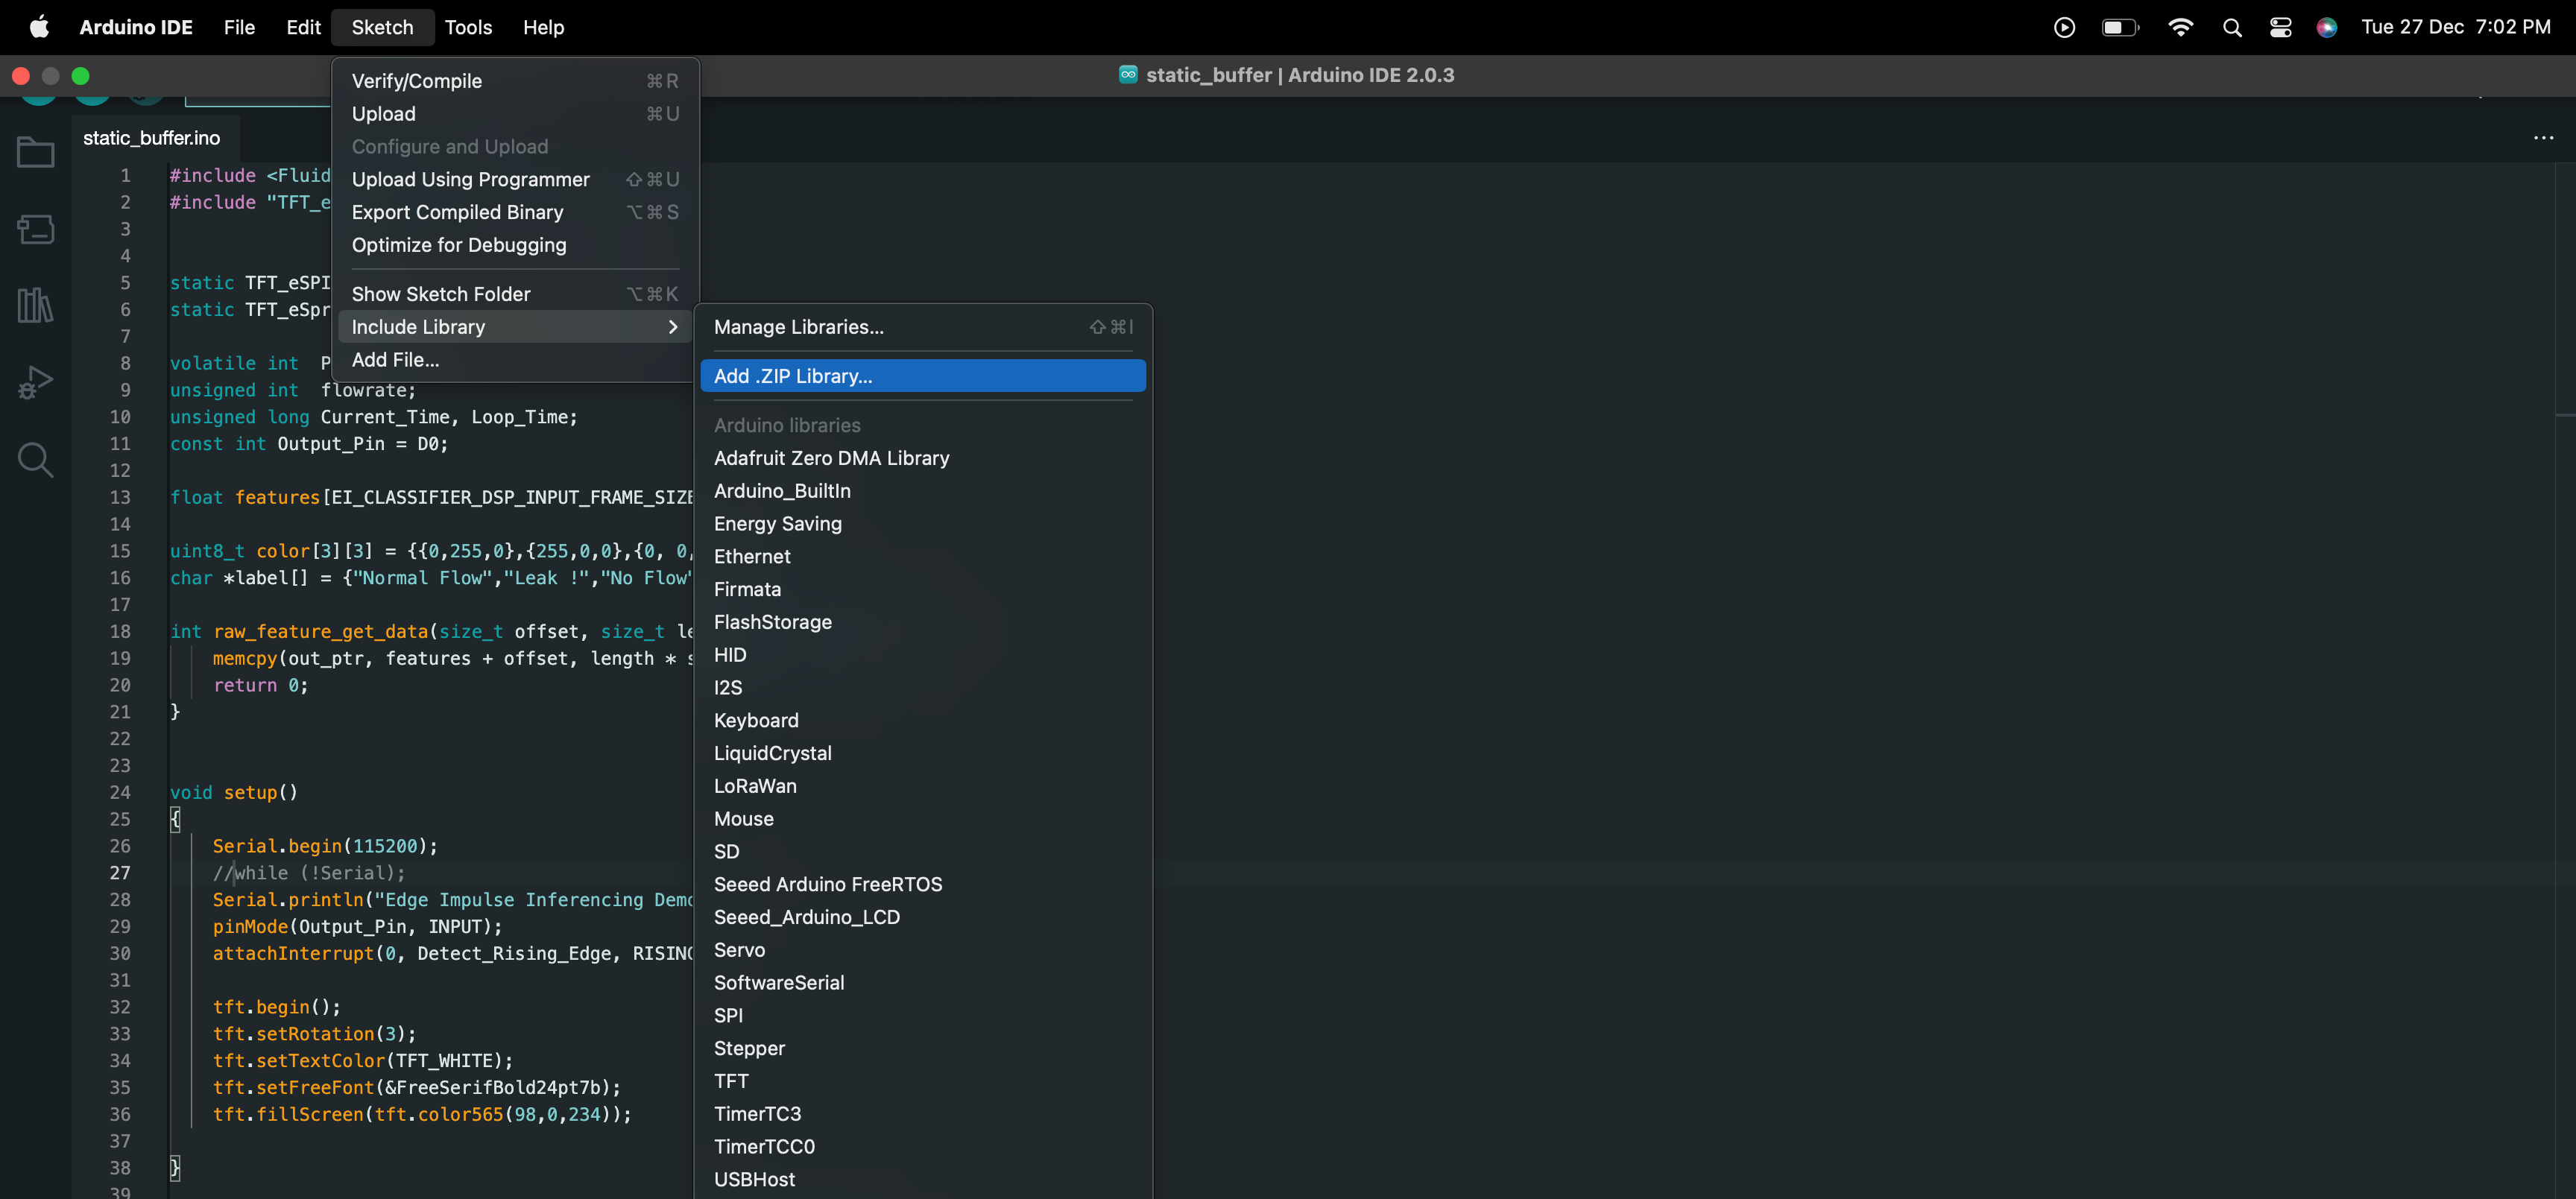 Arduino IDE File Edit Sketch Tools Help Tue 27 Dec 7:02 PM
static_buffer | Arduino IDE 2.0.3
static_buffer.ino
Verify/Compile ⌘R
Upload ⌘U
Configure and Upload
Upload Using Programmer ⇧⌘U
Export Compiled Binary ⌥⌘S
Optimize for Debugging
Show Sketch Folder ⌥⌘K
Include Library
Add File...
Manage Libraries... ⇧⌘I
Add .ZIP Library...
Arduino libraries
Adafruit Zero DMA Library
Arduino_BuiltIn
Energy Saving
Ethernet
Firmata
FlashStorage
HID
I2S
Keyboard
LiquidCrystal
LoRaWan
Mouse
SD
Seeed Arduino FreeRTOS
Seeed_Arduino_LCD
Servo
SoftwareSerial
SPI
Stepper
TFT
TimerTC3
TimerTCC0
USBHost
1 #include <Fluid
2 #include "TFT_e
3
4
5 static TFT_eSPI
6 static TFT_eSpr
7
8 volatile int P
9 unsigned int flowrate;
10 unsigned long Current_Time, Loop_Time;
11 const int Output_Pin = D0;
12
13 float features[EI_CLASSIFIER_DSP_INPUT_FRAME_SIZE
14
15 uint8_t color[3][3] = {{0,255,0},{255,0,0},{0, 0,
16 char *label[] = {"Normal Flow","Leak !","No Flow"
17
18 int raw_feature_get_data(size_t offset, size_t le
19 memcpy(out_ptr, features + offset, length * s
20 return 0;
21 }
22
23
24 void setup()
25 {
26 Serial.begin(115200);
27 //while (!Serial);
28 Serial.println("Edge Impulse Inferencing Demo
29 pinMode(Output_Pin, INPUT);
30 attachInterrupt(0, Detect_Rising_Edge, RISING
31
32 tft.begin();
33 tft.setRotation(3);
34 tft.setTextColor(TFT_WHITE);
35 tft.setFreeFont(&FreeSerifBold24pt7b);
36 tft.fillScreen(tft.color565(98,0,234));
37
38 }
39